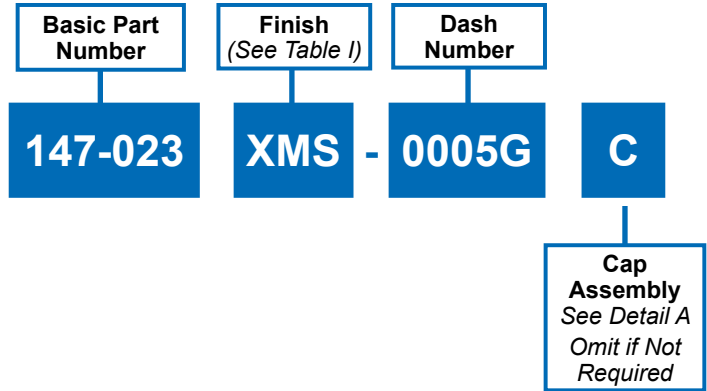 Basic Part
Number
Finish
(See Table I)
Dash
Number
147-023 XMS - 0005G C
Cap
Assembly
See Detail A
Omit if Not
Required